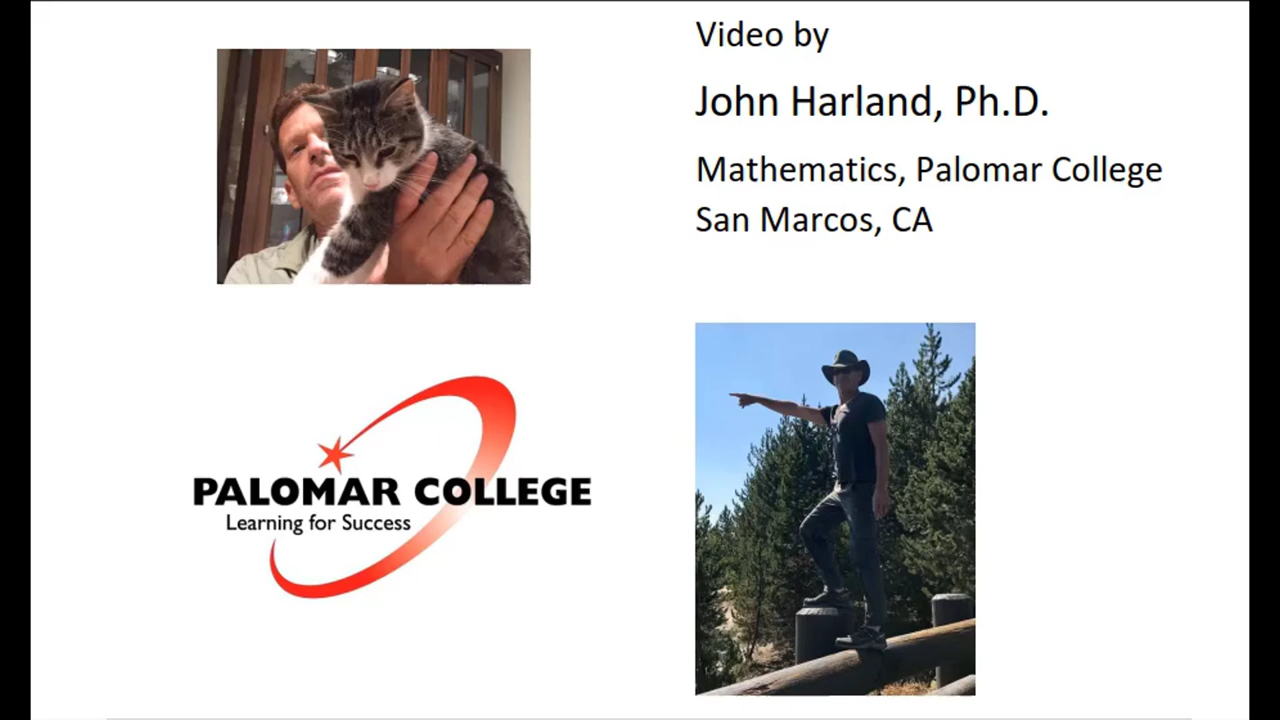 Video by
John Harland, Ph.D.
Mathematics, Palomar College
San Marcos, CA
PALOMAR COLLEGE
Learning for Success